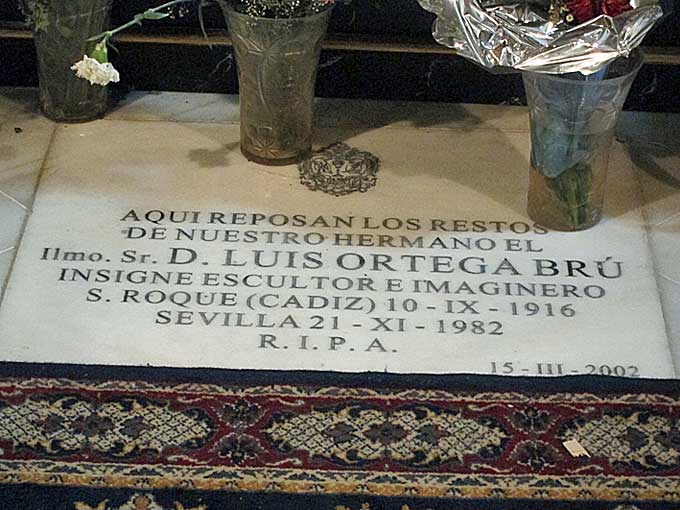 AQUI REPOSAN LOS RESTOS
DE NUESTRO HERMANO EL
Ilmo. Sr. D. LUIS ORTEGA BRÚ
INSIGNE ESCULTOR E IMAGINERO
S. ROQUE (CADIZ) 10 - IX - 1916
SEVILLA 21 - XI - 1982
R. I. P. A.
15 - III - 2002